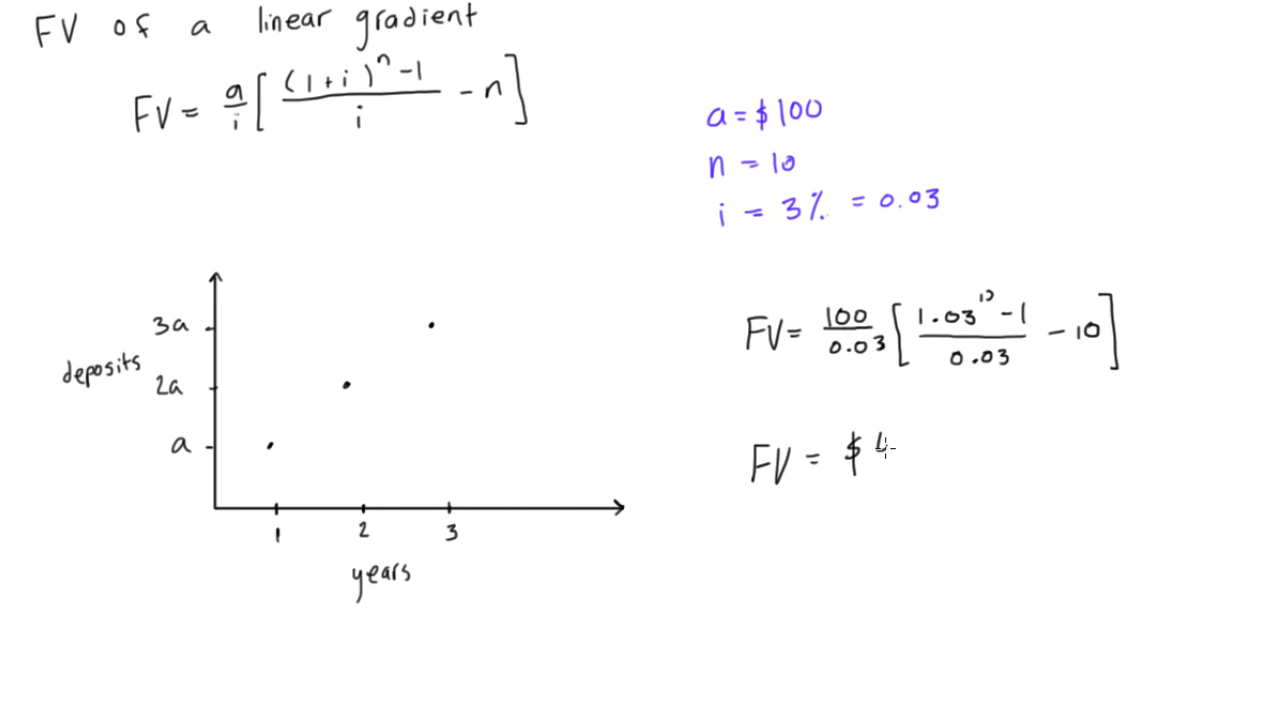 FV of a linear gradient
FV = a/i [ ((1+i)^n -1)/i - n ]
a = $100
n = 10
i = 3% = 0.03
3a
deposits
2a
a
1 2 3
years
FV = 100/0.03 [ (1.03^10 -1)/0.03 - 10 ]
FV = $4